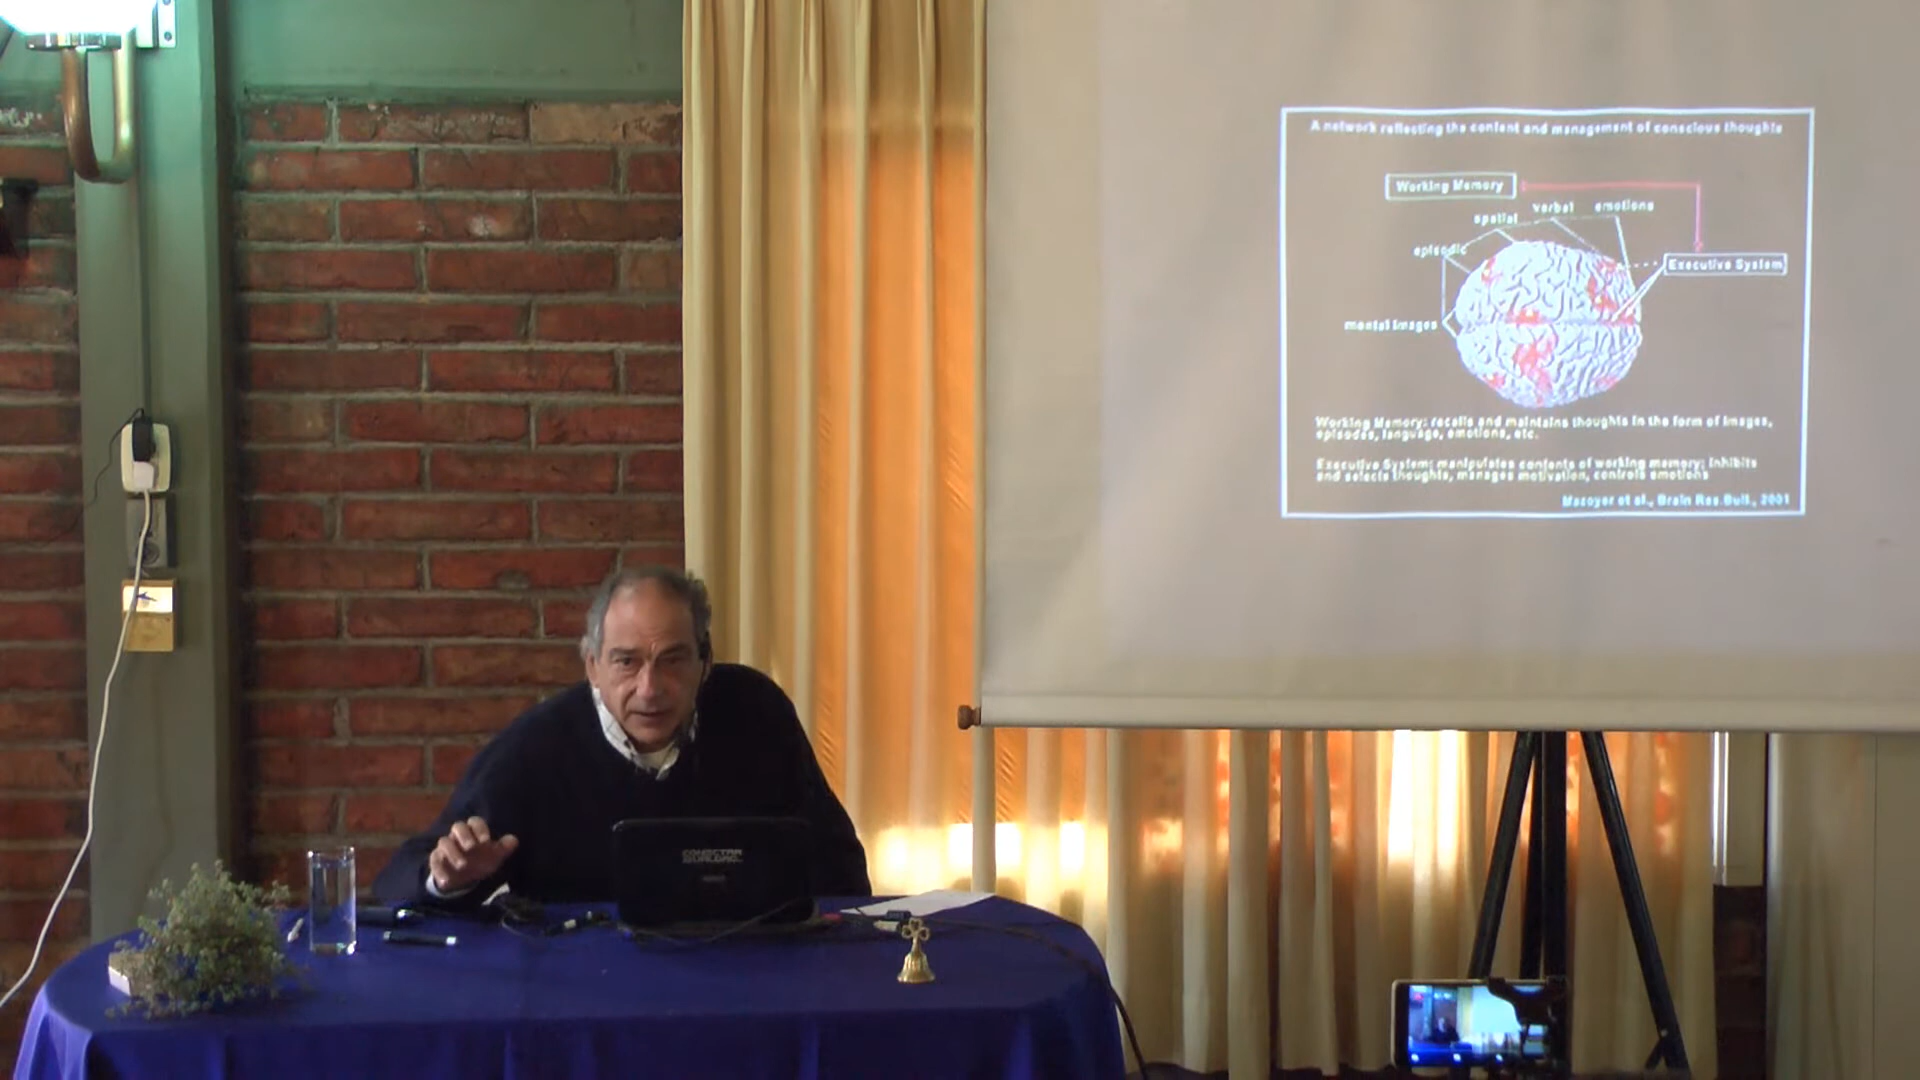 A network reflecting the content and management of conscious thoughts
Working Memory
spatial verbal emotions
episodic
Executive System
mental images
Working Memory: recalls and maintains thoughts in the form of images,
episodes, language, emotions, etc.
Executive System: manipulates contents of working memory; inhibits
and selects thoughts, manages motivation, controls emotions
Mazoyer et al., Brain Res.Bull., 2001
CONECTAR
IGUALDAD